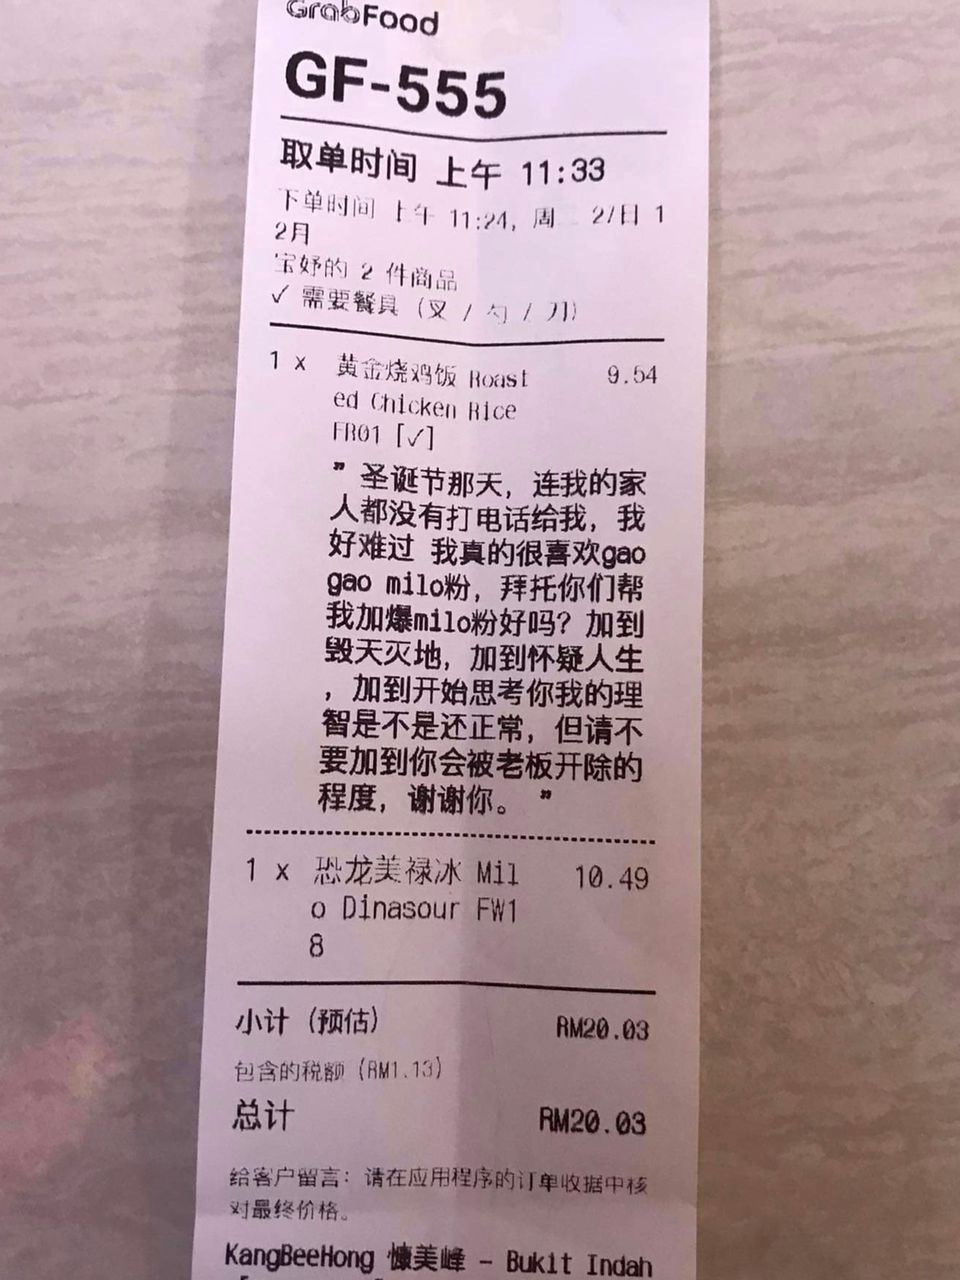 GrabFood
GF-555
取单时间 上午 11:33
下单时间 上午 11:24, 周二 27日 1
2月
宝妤的 2 件商品
✓ 需要餐具 (叉 / 勺 / 刀)
1 x 黄金烧鸡饭 Roast 9.54
ed Chicken Rice
FR01 [✓]
" 圣诞节那天, 连我的家
人都没有打电话给我, 我
好难过 我真的很喜欢gao
gao milo粉, 拜托你们帮
我加爆milo粉好吗? 加到
毁天灭地, 加到怀疑人生
, 加到开始思考你我的理
智是不是还正常, 但请不
要加到你会被老板开除的
程度, 谢谢你。 "
1 x 恐龙美禄冰 Mil 10.49
o Dinasour FW1
8
小计 (预估) RM20.03
包含的税额 (RM1.13)
总计 RM20.03
给客户留言: 请在应用程序的订单收据中核
对最终价格。
KangBeeHong 慷美峰 - Bukit Indah